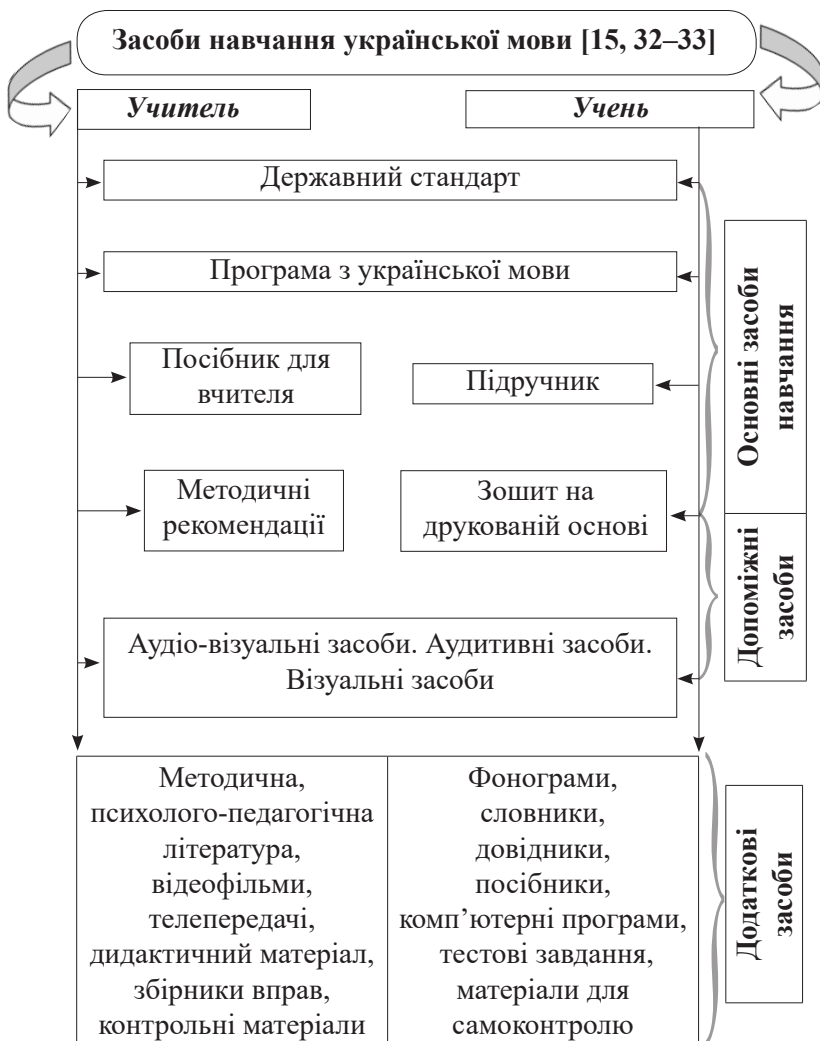 Засоби навчання української мови [15, 32–33]
Учитель
Учень
Державний стандарт
Програма з української мови
Посібник для
вчителя
Підручник
Методичні
рекомендації
Зошит на
друкованій основі
Аудіо-візуальні засоби. Аудитивні засоби.
Візуальні засоби
Основні засоби
навчання
Допоміжні
засоби
Методична,
психолого-педагогічна
література,
відеофільми,
телепередачі,
дидактичний матеріал,
збірники вправ,
контрольні матеріали
Фонограми,
словники,
довідники,
посібники,
комп’ютерні програми,
тестові завдання,
матеріали для
самоконтролю
Додаткові
засоби